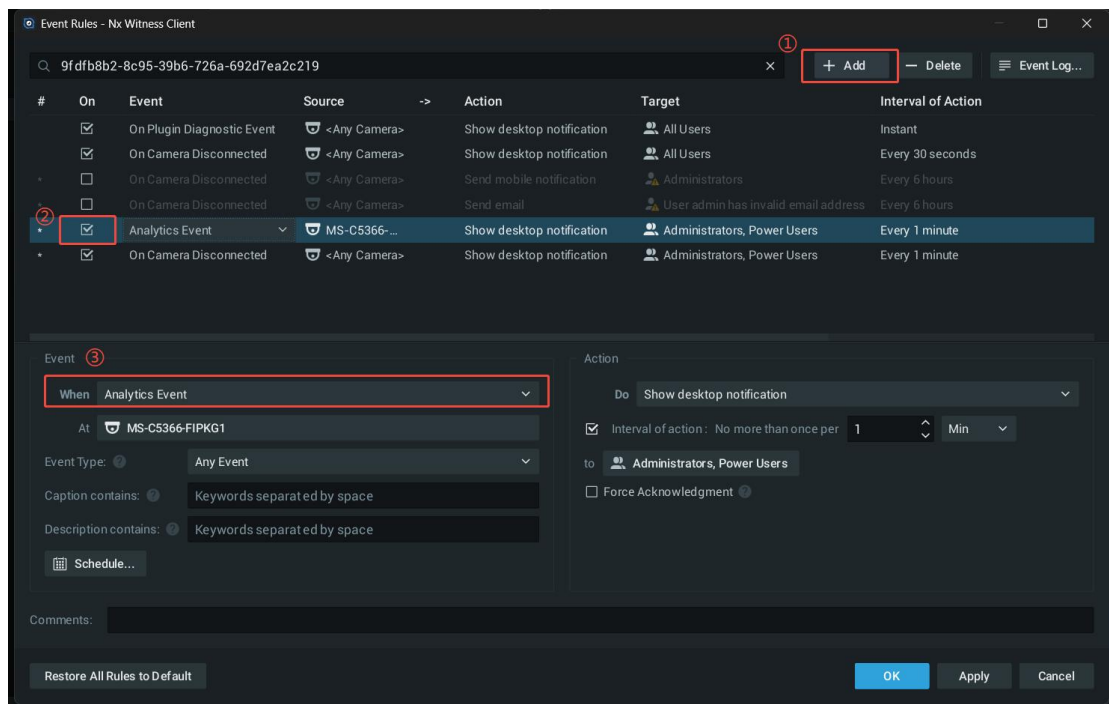 Event Rules - Nx Witness Client
①
9fdfb8b2-8c95-39b6-726a-692d7ea2c219 + Add — Delete Event Log...
# On Event Source -> Action Target Interval of Action
On Plugin Diagnostic Event <Any Camera> Show desktop notification All Users Instant
On Camera Disconnected <Any Camera> Show desktop notification All Users Every 30 seconds
* On Camera Disconnected <Any Camera> Send mobile notification Administrators Every 6 hours
* On Camera Disconnected <Any Camera> Send email User admin has invalid email address Every 6 hours
②
* Analytics Event MS-C5366-... Show desktop notification Administrators, Power Users Every 1 minute
* On Camera Disconnected <Any Camera> Show desktop notification Administrators, Power Users Every 1 minute
Event ③
When Analytics Event
At MS-C5366-FIPKG1
Event Type: ? Any Event
Caption contains: ? Keywords separated by space
Description contains: ? Keywords separated by space
Schedule...
Action
Do Show desktop notification
Interval of action : No more than once per 1 Min
to Administrators, Power Users
Force Acknowledgment ?
Comments:
Restore All Rules to Default OK Apply Cancel